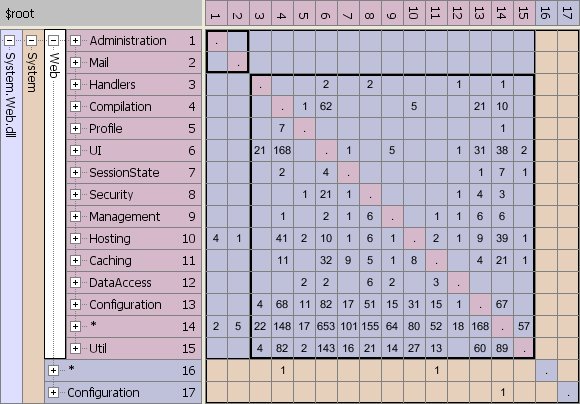 $root 1 2 3 4 5 6 7 8 9 10 11 12 13 14 15 16 17
System.Web.dll
System
Web
Administration 1 .
Mail 2 .
Handlers 3 . 2 2 1 1
Compilation 4 . 1 62 5 21 10
Profile 5 7 . 1
UI 6 21 168 . 1 5 1 31 38 2
SessionState 7 2 4 . 1 7 1
Security 8 1 21 1 . 1 4 3
Management 9 1 2 1 6 . 1 1 6 6
Hosting 10 4 1 41 2 10 1 6 1 . 2 1 9 39 1
Caching 11 11 32 9 5 1 8 . 4 21 1
DataAccess 12 2 2 6 2 3 .
Configuration 13 4 68 11 82 17 51 15 31 15 1 . 67
* 14 2 5 22 148 17 653 101 155 64 80 52 18 168 . 57
Util 15 4 82 2 143 16 21 14 27 13 60 89 .
* 16 1 1 .
Configuration 17 1 .